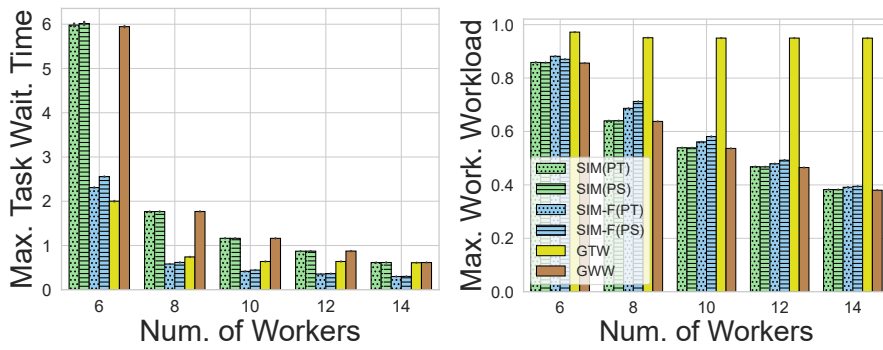 Max. Task Wait. Time
6
5
4
3
2
1
0
6 8 10 12 14
Num. of Workers
Max. Work. Workload
1.0
0.8
0.6
0.4
0.2
0.0
SIM(PT)
SIM(PS)
SIM-F(PT)
SIM-F(PS)
GTW
GWW
6 8 10 12 14
Num. of Workers